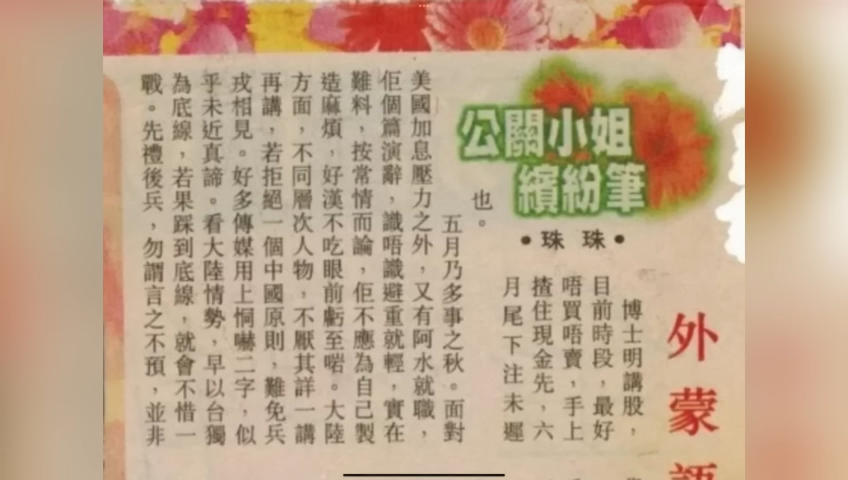 公關小姐
繽紛筆
•珠珠•
外蒙
博士明講股，
目前時段，最好
唔買唔賣，手上
揸住現金先，六
月尾下注未遲
也。
五月乃多事之秋。面對
美國加息壓力之外，又有阿水就職，
佢個篇演辭，識唔識避重就輕，實在
難料，按常情而論，佢不應為自己製
造麻煩，好漢不吃眼前虧至啱。大陸
方面，不同層次人物，不厭其詳一講
再講，若拒絕一個中國原則，難免兵
戎相見。好多傳媒用上恫嚇二字，似
乎未近真諦。看大陸情勢，早以台獨
為底線，若果踩到底線，就會不惜一
戰。先禮後兵，勿謂言之不預，並非